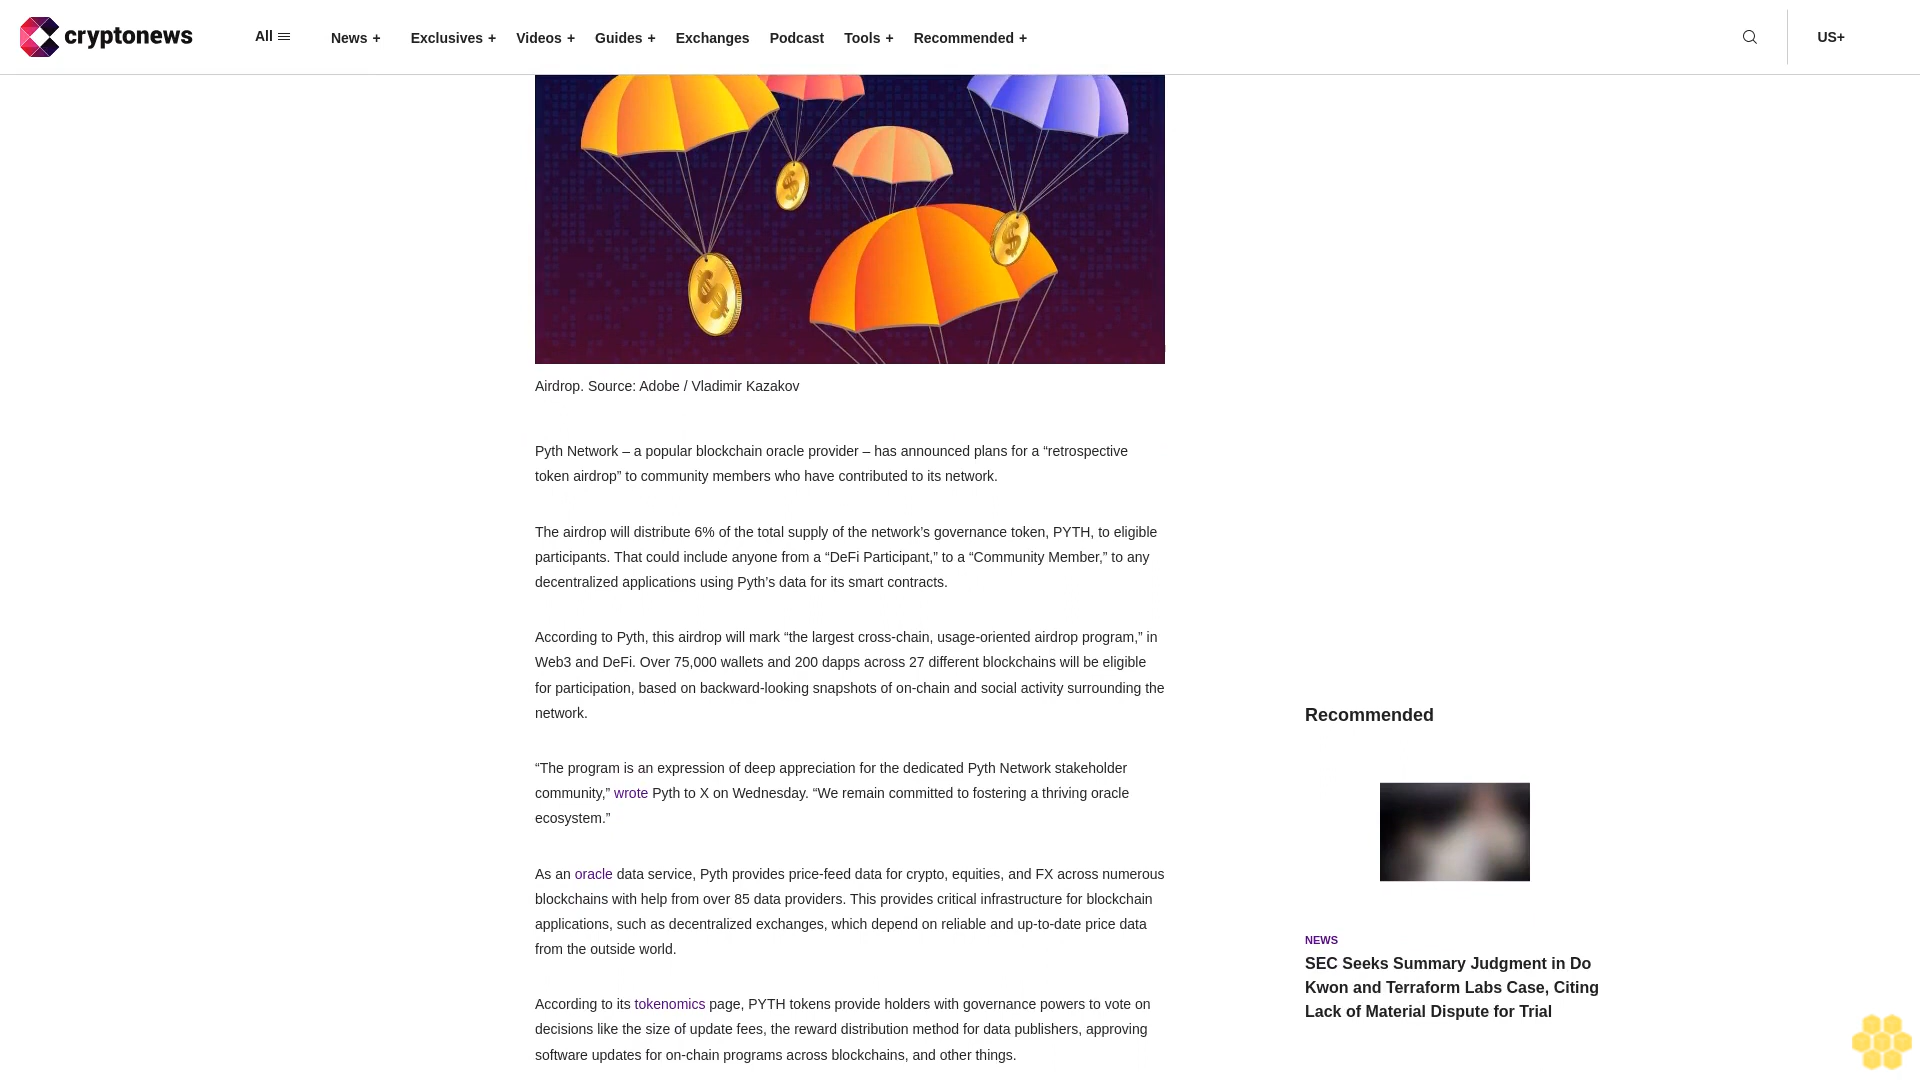 cryptonews
All
News +
Exclusives +
Videos +
Guides +
Exchanges
Podcast
Tools +
Recommended +
US+
Airdrop. Source: Adobe / Vladimir Kazakov
Pyth Network – a popular blockchain oracle provider – has announced plans for a “retrospective
token airdrop” to community members who have contributed to its network.
The airdrop will distribute 6% of the total supply of the network’s governance token, PYTH, to eligible
participants. That could include anyone from a “DeFi Participant,” to a “Community Member,” to any
decentralized applications using Pyth’s data for its smart contracts.
According to Pyth, this airdrop will mark “the largest cross-chain, usage-oriented airdrop program,” in
Web3 and DeFi. Over 75,000 wallets and 200 dapps across 27 different blockchains will be eligible
for participation, based on backward-looking snapshots of on-chain and social activity surrounding the
network.
“The program is an expression of deep appreciation for the dedicated Pyth Network stakeholder
community,” wrote Pyth to X on Wednesday. “We remain committed to fostering a thriving oracle
ecosystem.”
As an oracle data service, Pyth provides price-feed data for crypto, equities, and FX across numerous
blockchains with help from over 85 data providers. This provides critical infrastructure for blockchain
applications, such as decentralized exchanges, which depend on reliable and up-to-date price data
from the outside world.
According to its tokenomics page, PYTH tokens provide holders with governance powers to vote on
decisions like the size of update fees, the reward distribution method for data publishers, approving
software updates for on-chain programs across blockchains, and other things.
Recommended
NEWS
SEC Seeks Summary Judgment in Do
Kwon and Terraform Labs Case, Citing
Lack of Material Dispute for Trial